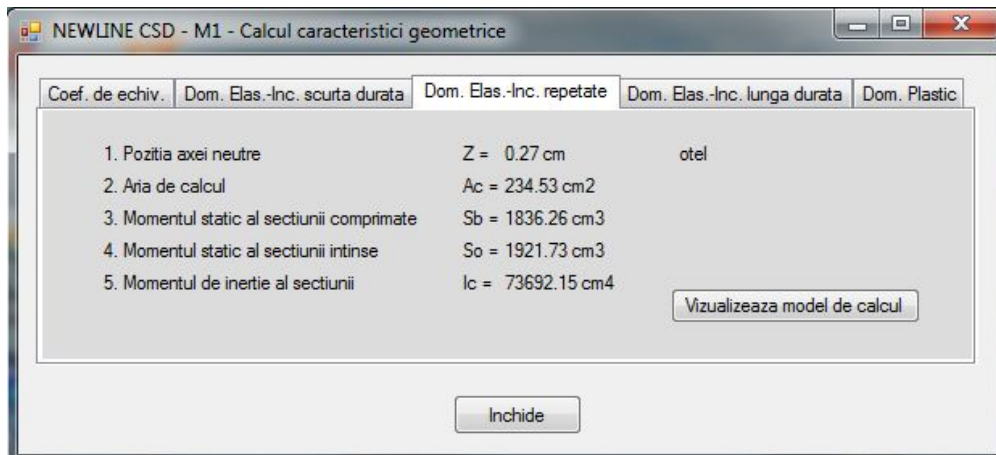 NEWLINE CSD - M1 - Calcul caracteristici geometrice
Coef. de echiv. Dom. Elas.-Inc. scurta durata Dom. Elas.-Inc. repetate Dom. Elas.-Inc. lunga durata Dom. Plastic
1. Pozitia axei neutre Z = 0.27 cm otel
2. Aria de calcul Ac = 234.53 cm2
3. Momentul static al sectiunii comprimate Sb = 1836.26 cm3
4. Momentul static al sectiunii intinse So = 1921.73 cm3
5. Momentul de inertie al sectiunii Ic = 73692.15 cm4
Vizualizeaza model de calcul
Inchide